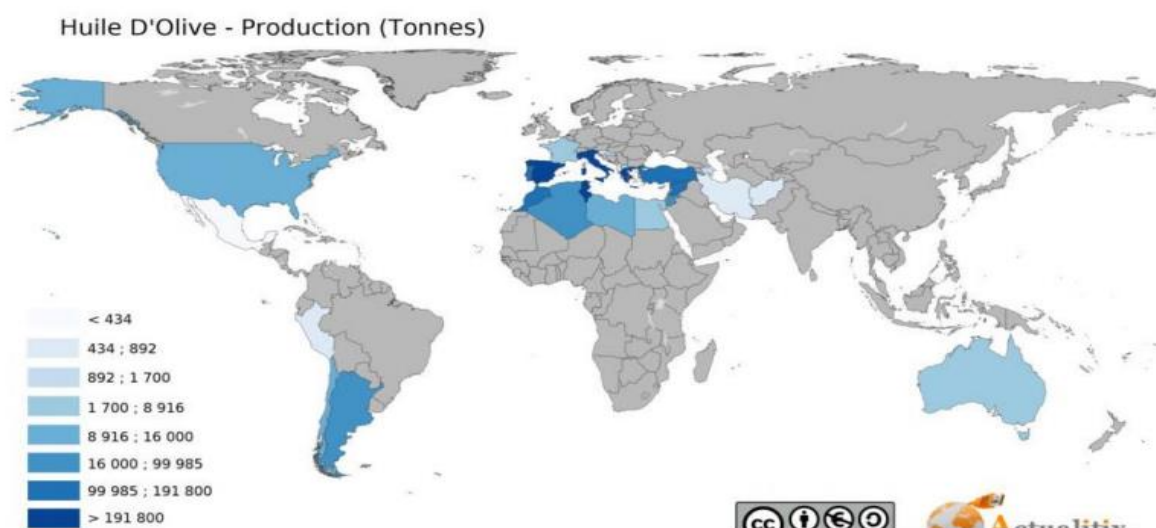 Huile D'Olive - Production (Tonnes)
< 434
434 ; 892
892 ; 1 700
1 700 ; 8 916
8 916 ; 16 000
16 000 ; 99 985
99 985 ; 191 800
> 191 800
cc